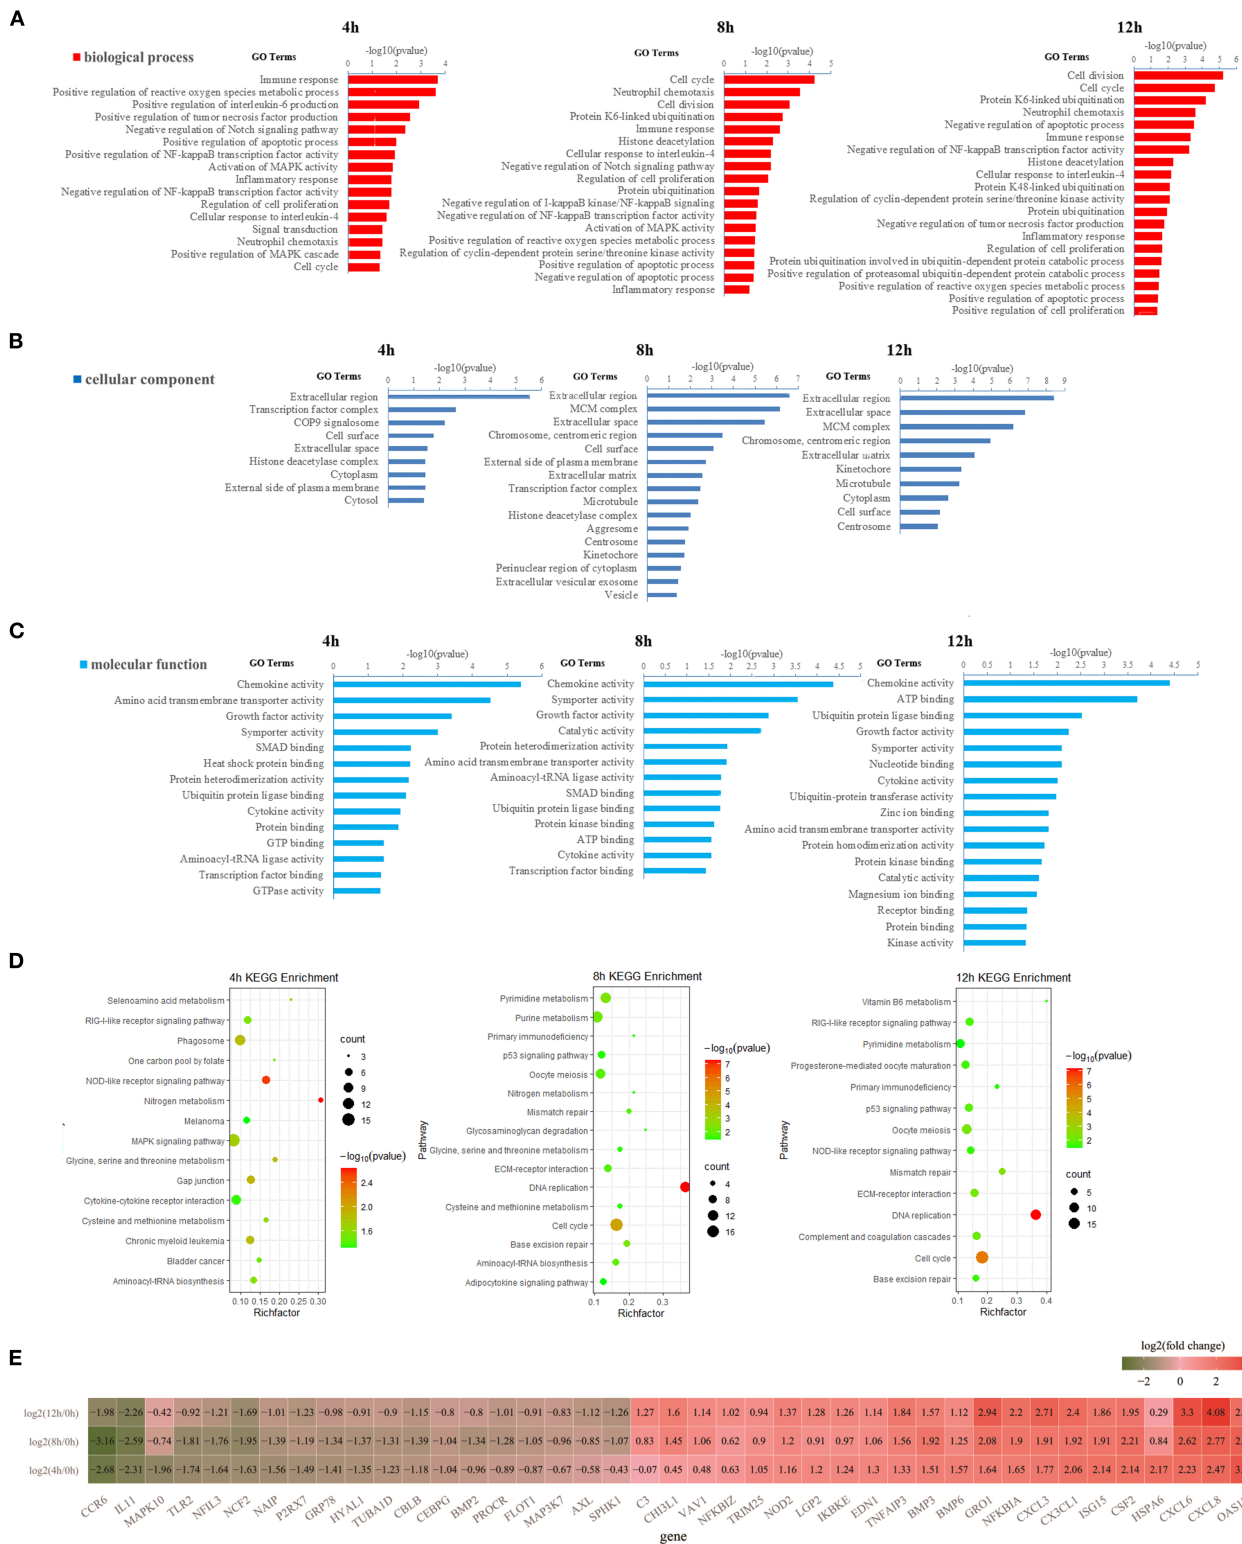 A
biological process
4h
GO Terms
-log10(pvalue)
0 1 2 3 4
Immune response
Positive regulation of reactive oxygen species metabolic process
Positive regulation of interleukin-6 production
Positive regulation of tumor necrosis factor production
Negative regulation of Notch signaling pathway
Positive regulation of apoptotic process
Positive regulation of NF-kappaB transcription factor activity
Activation of MAPK activity
Inflammatory response
Negative regulation of NF-kappaB transcription factor activity
Regulation of cell proliferation
Cellular response to interleukin-4
Signal transduction
Neutrophil chemotaxis
Positive regulation of MAPK cascade
Cell cycle
8h
GO Terms
-log10(pvalue)
0 1 2 3 4 5
Cell cycle
Neutrophil chemotaxis
Cell division
Protein K6-linked ubiquitination
Immune response
Histone deacetylation
Cellular response to interleukin-4
Negative regulation of Notch signaling pathway
Regulation of cell proliferation
Protein ubiquitination
Negative regulation of I-kappaB kinase/NF-kappaB signaling
Negative regulation of NF-kappaB transcription factor activity
Activation of MAPK activity
Positive regulation of reactive oxygen species metabolic process
Regulation of cyclin-dependent protein serine/threonine kinase activity
Positive regulation of apoptotic process
Negative regulation of apoptotic process
Inflammatory response
12h
GO Terms
-log10(pvalue)
0 1 2 3 4 5 6
Cell division
Cell cycle
Protein K6-linked ubiquitination
Neutrophil chemotaxis
Negative regulation of apoptotic process
Immune response
Negative regulation of NF-kappaB transcription factor activity
Histone deacetylation
Cellular response to interleukin-4
Protein K48-linked ubiquitination
Regulation of cyclin-dependent protein serine/threonine kinase activity
Protein ubiquitination
Negative regulation of tumor necrosis factor production
Inflammatory response
Regulation of cell proliferation
Protein ubiquitination involved in ubiquitin-dependent protein catabolic process
Positive regulation of proteasomal ubiquitin-dependent protein catabolic process
Positive regulation of reactive oxygen species metabolic process
Positive regulation of apoptotic process
Positive regulation of cell proliferation
B
cellular component
4h
GO Terms
-log10(pvalue)
0 1 2 3 4 5 6
Extracellular region
Transcription factor complex
COP9 signalosome
Cell surface
Extracellular space
Histone deacetylase complex
Cytoplasm
External side of plasma membrane
Cytosol
8h
GO Terms
-log10(pvalue)
0 1 2 3 4 5 6 7
Extracellular region
MCM complex
Extracellular space
Chromosome, centromeric region
Cell surface
External side of plasma membrane
Extracellular matrix
Transcription factor complex
Microtubule
Histone deacetylase complex
Aggresome
Centrosome
Kinetochore
Perinuclear region of cytoplasm
Extracellular vesicular exosome
Vesicle
12h
GO Terms
-log10(pvalue)
0 1 2 3 4 5 6 7 8 9
Extracellular region
Extracellular space
MCM complex
Chromosome, centromeric region
Extracellular matrix
Kinetochore
Microtubule
Cytoplasm
Cell surface
Centrosome
C
molecular function
4h
GO Terms
-log10(pvalue)
0 1 2 3 4 5 6
Chemokine activity
Amino acid transmembrane transporter activity
Growth factor activity
Symporter activity
SMAD binding
Heat shock protein binding
Protein heterodimerization activity
Ubiquitin protein ligase binding
Cytokine activity
Protein binding
GTP binding
Aminoacyl-tRNA ligase activity
Transcription factor binding
GTPase activity
8h
GO Terms
-log10(pvalue)
0 0.5 1 1.5 2 2.5 3 3.5 4 4.5 5
Chemokine activity
Symporter activity
Growth factor activity
Catalytic activity
Protein heterodimerization activity
Amino acid transmembrane transporter activity
Aminoacyl-tRNA ligase activity
SMAD binding
Ubiquitin protein ligase binding
Protein kinase binding
ATP binding
Cytokine activity
Transcription factor binding
12h
GO Terms
-log10(pvalue)
0 0.5 1 1.5 2 2.5 3 3.5 4 4.5 5
Chemokine activity
ATP binding
Ubiquitin protein ligase binding
Growth factor activity
Symporter activity
Nucleotide binding
Cytokine activity
Ubiquitin-protein transferase activity
Zinc ion binding
Amino acid transmembrane transporter activity
Protein homodimerization activity
Protein kinase binding
Catalytic activity
Magnesium ion binding
Receptor binding
Protein binding
Kinase activity
D
4h KEGG Enrichment
Selenoamino acid metabolism
RIG-I-like receptor signaling pathway
Phagosome
One carbon pool by folate
NOD-like receptor signaling pathway
Nitrogen metabolism
Melanoma
MAPK signaling pathway
Glycine, serine and threonine metabolism
Gap junction
Cytokine-cytokine receptor interaction
Cysteine and methionine metabolism
Chronic myeloid leukemia
Bladder cancer
Aminoacyl-tRNA biosynthesis
0.10 0.15 0.20 0.25 0.30
Richfactor
count
3
6
9
12
15
−log10(pvalue)
2.4
2.0
1.6
8h KEGG Enrichment
Pathway
Pyrimidine metabolism
Purine metabolism
Primary immunodeficiency
p53 signaling pathway
Oocyte meiosis
Nitrogen metabolism
Mismatch repair
Glycosaminoglycan degradation
Glycine, serine and threonine metabolism
ECM-receptor interaction
DNA replication
Cysteine and methionine metabolism
Cell cycle
Base excision repair
Aminoacyl-tRNA biosynthesis
Adipocytokine signaling pathway
0.1 0.2 0.3
Richfactor
−log10(pvalue)
7
6
5
4
3
2
count
4
8
12
16
12h KEGG Enrichment
Pathway
Vitamin B6 metabolism
RIG-I-like receptor signaling pathway
Pyrimidine metabolism
Progesterone-mediated oocyte maturation
Primary immunodeficiency
p53 signaling pathway
Oocyte meiosis
NOD-like receptor signaling pathway
Mismatch repair
ECM-receptor interaction
DNA replication
Complement and coagulation cascades
Cell cycle
Base excision repair
0.1 0.2 0.3 0.4
Richfactor
−log10(pvalue)
7
6
5
4
3
2
count
5
10
15
E
log2(fold change)
−2 0 2
log2(12h/0h) −1.98 −2.26 −0.42 −0.92 −1.21 −1.69 −1.01 −1.23 −0.98 −0.91 −0.9 −1.15 −0.8 −0.8 −1.01 −0.91 −0.83 −1.12 −1.26 1.27 1.6 1.14 1.02 0.94 1.37 1.28 1.26 1.14 1.84 1.57 1.12 2.94 2.2 2.71 2.4 1.86 1.95 0.29 3.3 4.08 2.
log2(8h/0h) −3.16 −2.59 −0.74 −1.81 −1.76 −1.95 −1.39 −1.19 −1.34 −1.37 −1.31 −1.39 −1.04 −1.34 −1.28 −1.05 −0.96 −0.85 −1.07 0.83 1.45 1.06 0.62 0.9 1.2 0.91 0.97 1.06 1.56 1.92 1.25 2.08 1.9 1.91 1.92 1.91 2.21 0.84 2.62 2.77 2.
log2(4h/0h) −2.68 −2.31 −1.96 −1.74 −1.64 −1.63 −1.56 −1.49 −1.41 −1.35 −1.23 −1.18 −1.04 −0.96 −0.89 −0.87 −0.67 −0.58 −0.43 −0.07 0.45 0.48 0.63 1.05 1.16 1.2 1.24 1.3 1.33 1.51 1.57 1.64 1.65 1.77 2.06 2.14 2.14 2.17 2.23 2.47 3.
CCR6 IL11 MAPK10 TLR2 NFIL3 NCF2 NAIP P2RX7 GRP78 HYAL1 TUBA1D CBLB CEBPG BMP2 PROCR FLOT1 MAP3K7 AXL SPHK1 C3 CHI3L1 VAV1 NFKBIZ TRIM25 NOD2 LGP2 IKBKE EDN1 TNFAIP3 BMP3 BMP6 GRO1 NFKBIA CXCL3 CX3CL1 ISG15 CSF2 HSPA6 CXCL6 CXCL8
gene